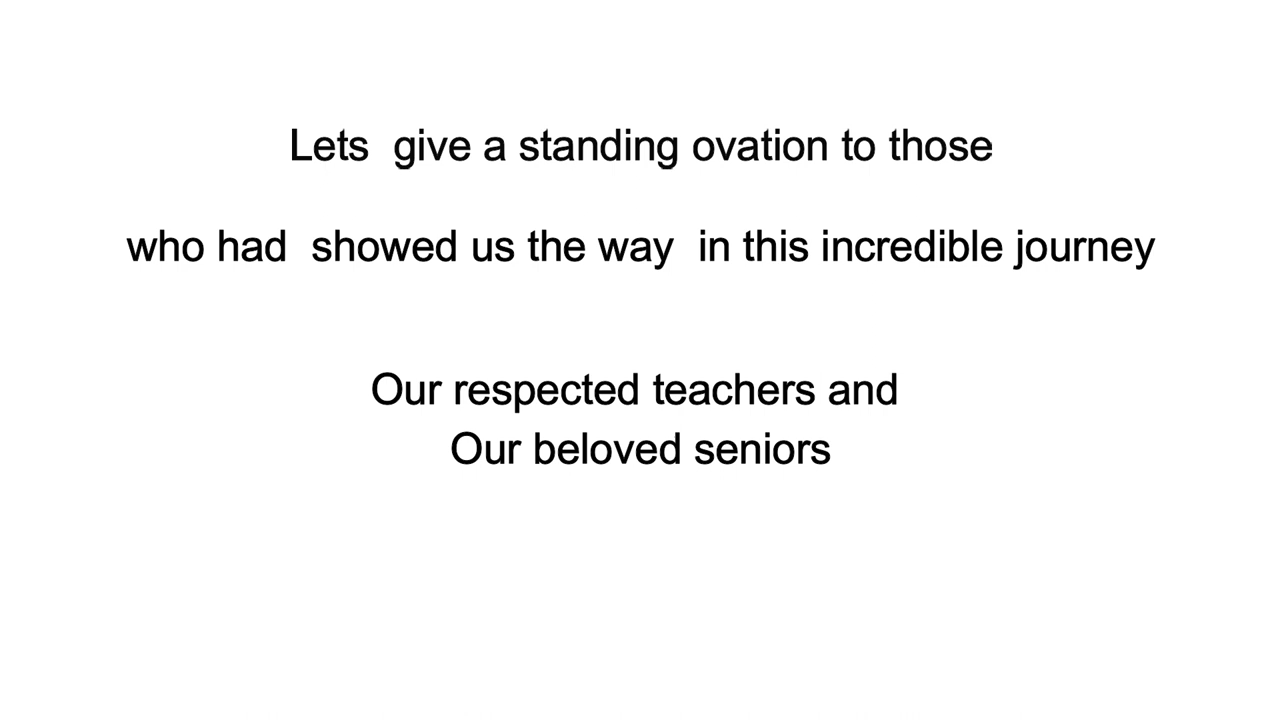 Lets  give a standing ovation to those
who had  showed us the way  in this incredible journey
Our respected teachers and
Our beloved seniors